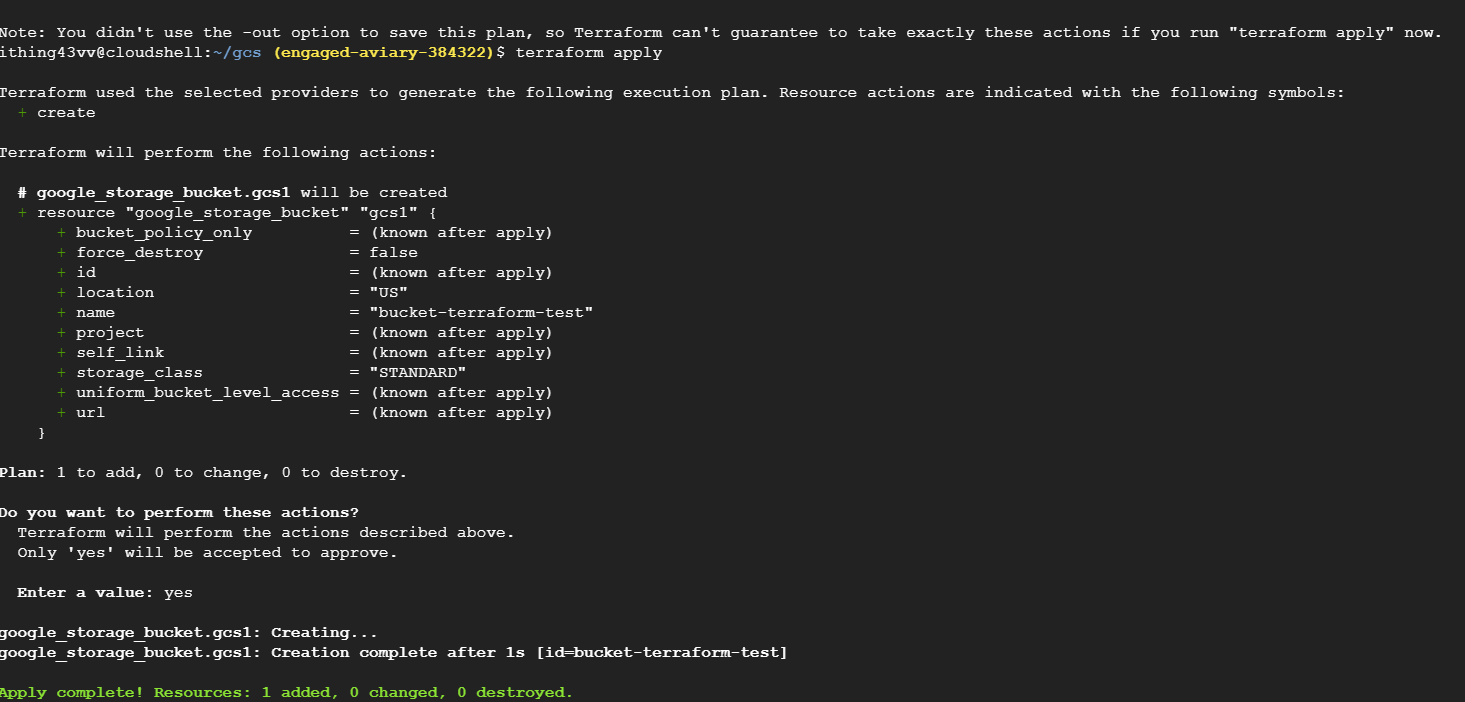 Note: You didn't use the -out option to save this plan, so Terraform can't guarantee to take exactly these actions if you run "terraform apply" now.
ithing43vv@cloudshell:~/gcs (engaged-aviary-384322)$ terraform apply
Terraform used the selected providers to generate the following execution plan. Resource actions are indicated with the following symbols:
+ create
Terraform will perform the following actions:
# google_storage_bucket.gcs1 will be created
+ resource "google_storage_bucket" "gcs1" {
+ bucket_policy_only = (known after apply)
+ force_destroy = false
+ id = (known after apply)
+ location = "US"
+ name = "bucket-terraform-test"
+ project = (known after apply)
+ self_link = (known after apply)
+ storage_class = "STANDARD"
+ uniform_bucket_level_access = (known after apply)
+ url = (known after apply)
}
Plan: 1 to add, 0 to change, 0 to destroy.
Do you want to perform these actions?
Terraform will perform the actions described above.
Only 'yes' will be accepted to approve.
Enter a value: yes
google_storage_bucket.gcs1: Creating...
google_storage_bucket.gcs1: Creation complete after 1s [id=bucket-terraform-test]
Apply complete! Resources: 1 added, 0 changed, 0 destroyed.